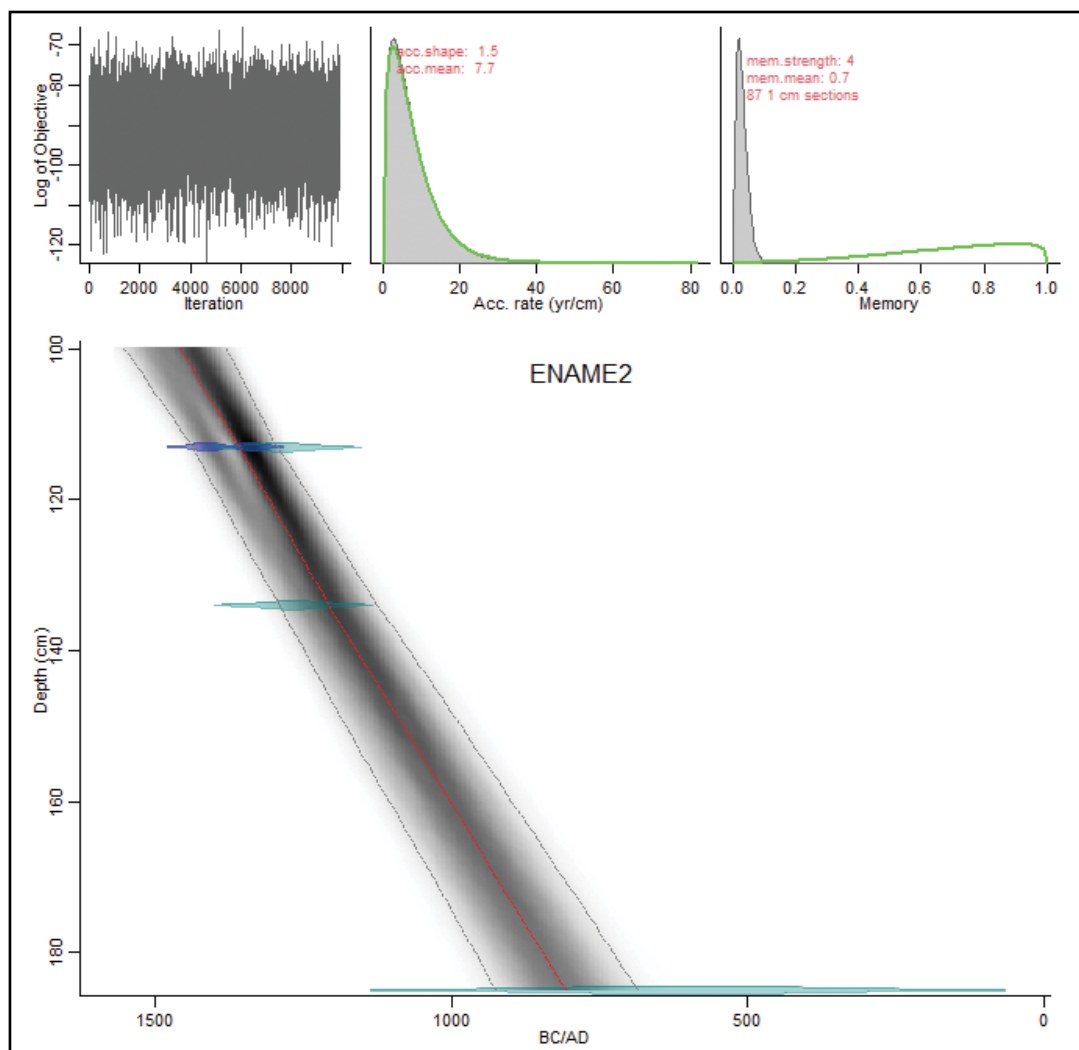 -70
-80
-100
-120
Log of Objective
0 2000 4000 6000 8000
Iteration
acc.shape: 1.5
acc.mean: 7.7
0 20 40 60 80
Acc. rate (yr/cm)
mem.strength: 4
mem.mean: 0.7
87 1 cm sections
0.0 0.2 0.4 0.6 0.8 1.0
Memory
ENAME2
100
120
140
160
180
Depth (cm)
1500 1000 500 0
BC/AD